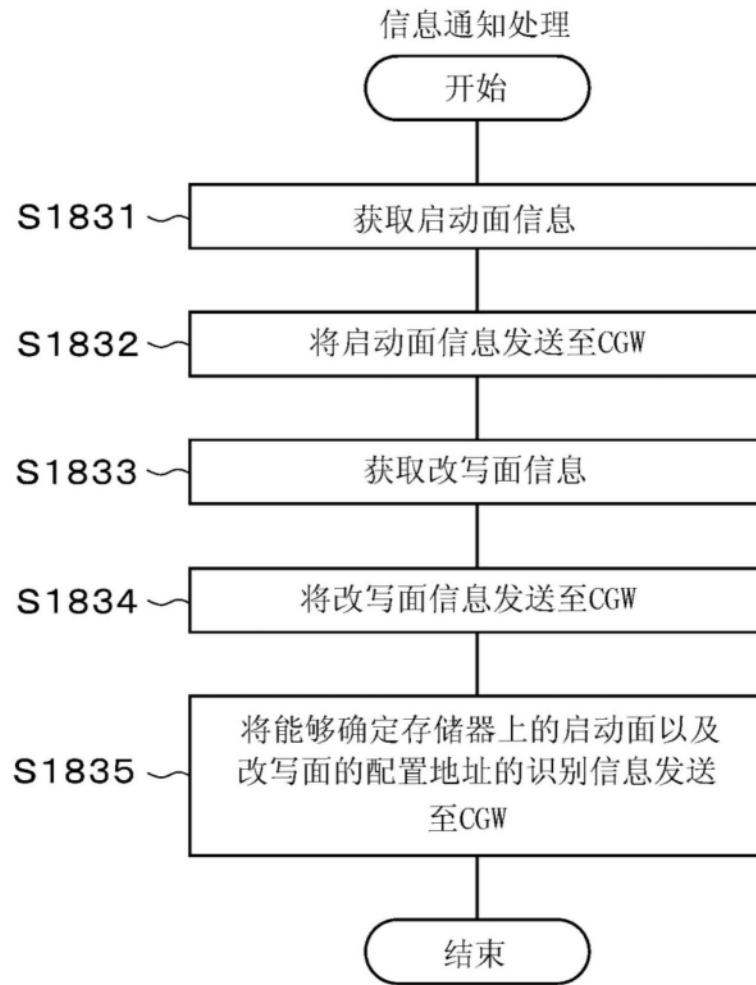 信息通知处理
开始
S1831
获取启动面信息
S1832
将启动面信息发送至CGW
S1833
获取改写面信息
S1834
将改写面信息发送至CGW
S1835
将能够确定存储器上的启动面以及
改写面的配置地址的识别信息发送
至CGW
结束